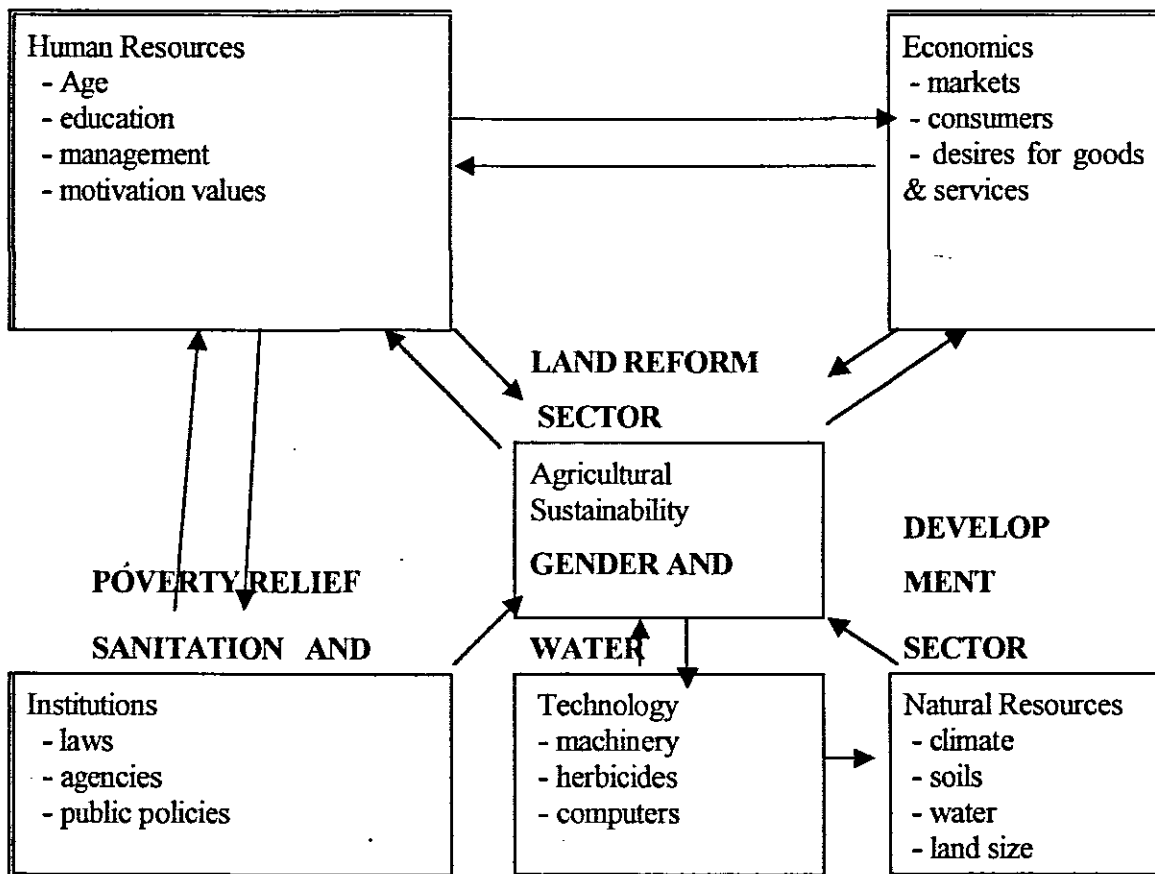 Human Resources
- Age
- education
- management
- motivation values
Economics
- markets
- consumers
- desires for goods
& services
LAND REFORM
SECTOR
Agricultural
Sustainability
GENDER AND
DEVELOP
MENT
SECTOR
POVERTY RELIEF
SANITATION AND
WATER
Institutions
- laws
- agencies
- public policies
Technology
- machinery
- herbicides
- computers
Natural Resources
- climate
- soils
- water
- land size